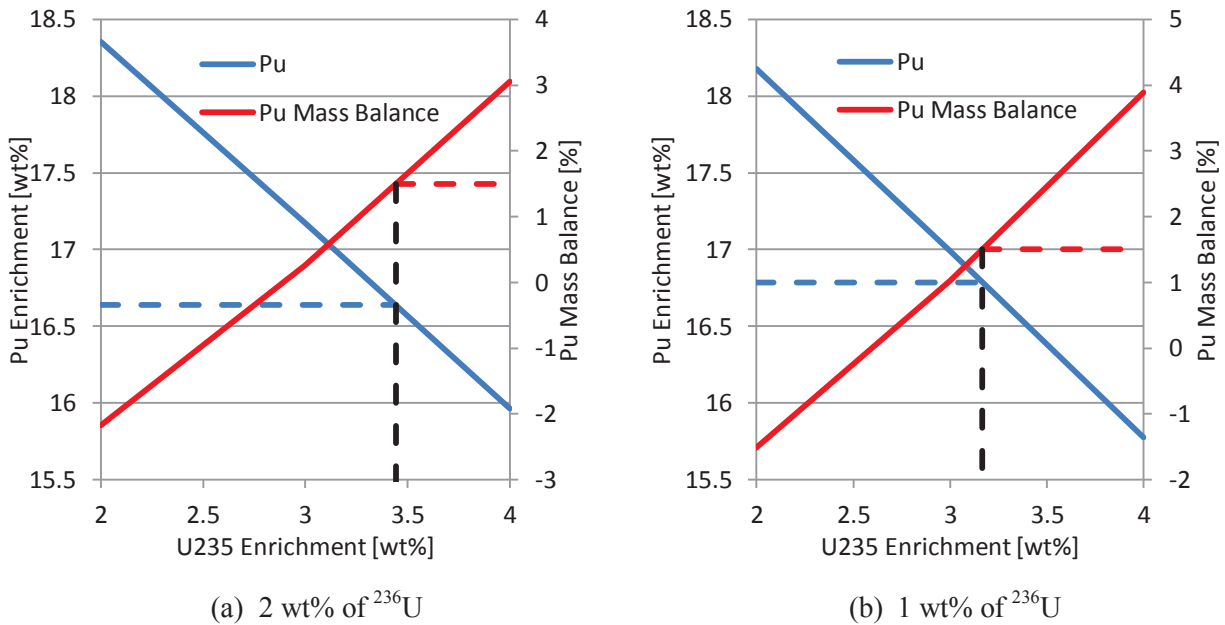 18.5
18
17.5
17
16.5
16
15.5
Pu Enrichment [wt%]
Pu
Pu Mass Balance
4
3
2
1
0
-1
-2
-3
Pu Mass Balance [%]
2 2.5 3 3.5 4
U235 Enrichment [wt%]
(a) 2 wt% of ²³⁶U
18.5
18
17.5
17
16.5
16
15.5
Pu Enrichment [wt%]
Pu
Pu Mass Balance
5
4
3
2
1
0
-1
-2
Pu Mass Balance [%]
2 2.5 3 3.5 4
U235 Enrichment [wt%]
(b) 1 wt% of ²³⁶U